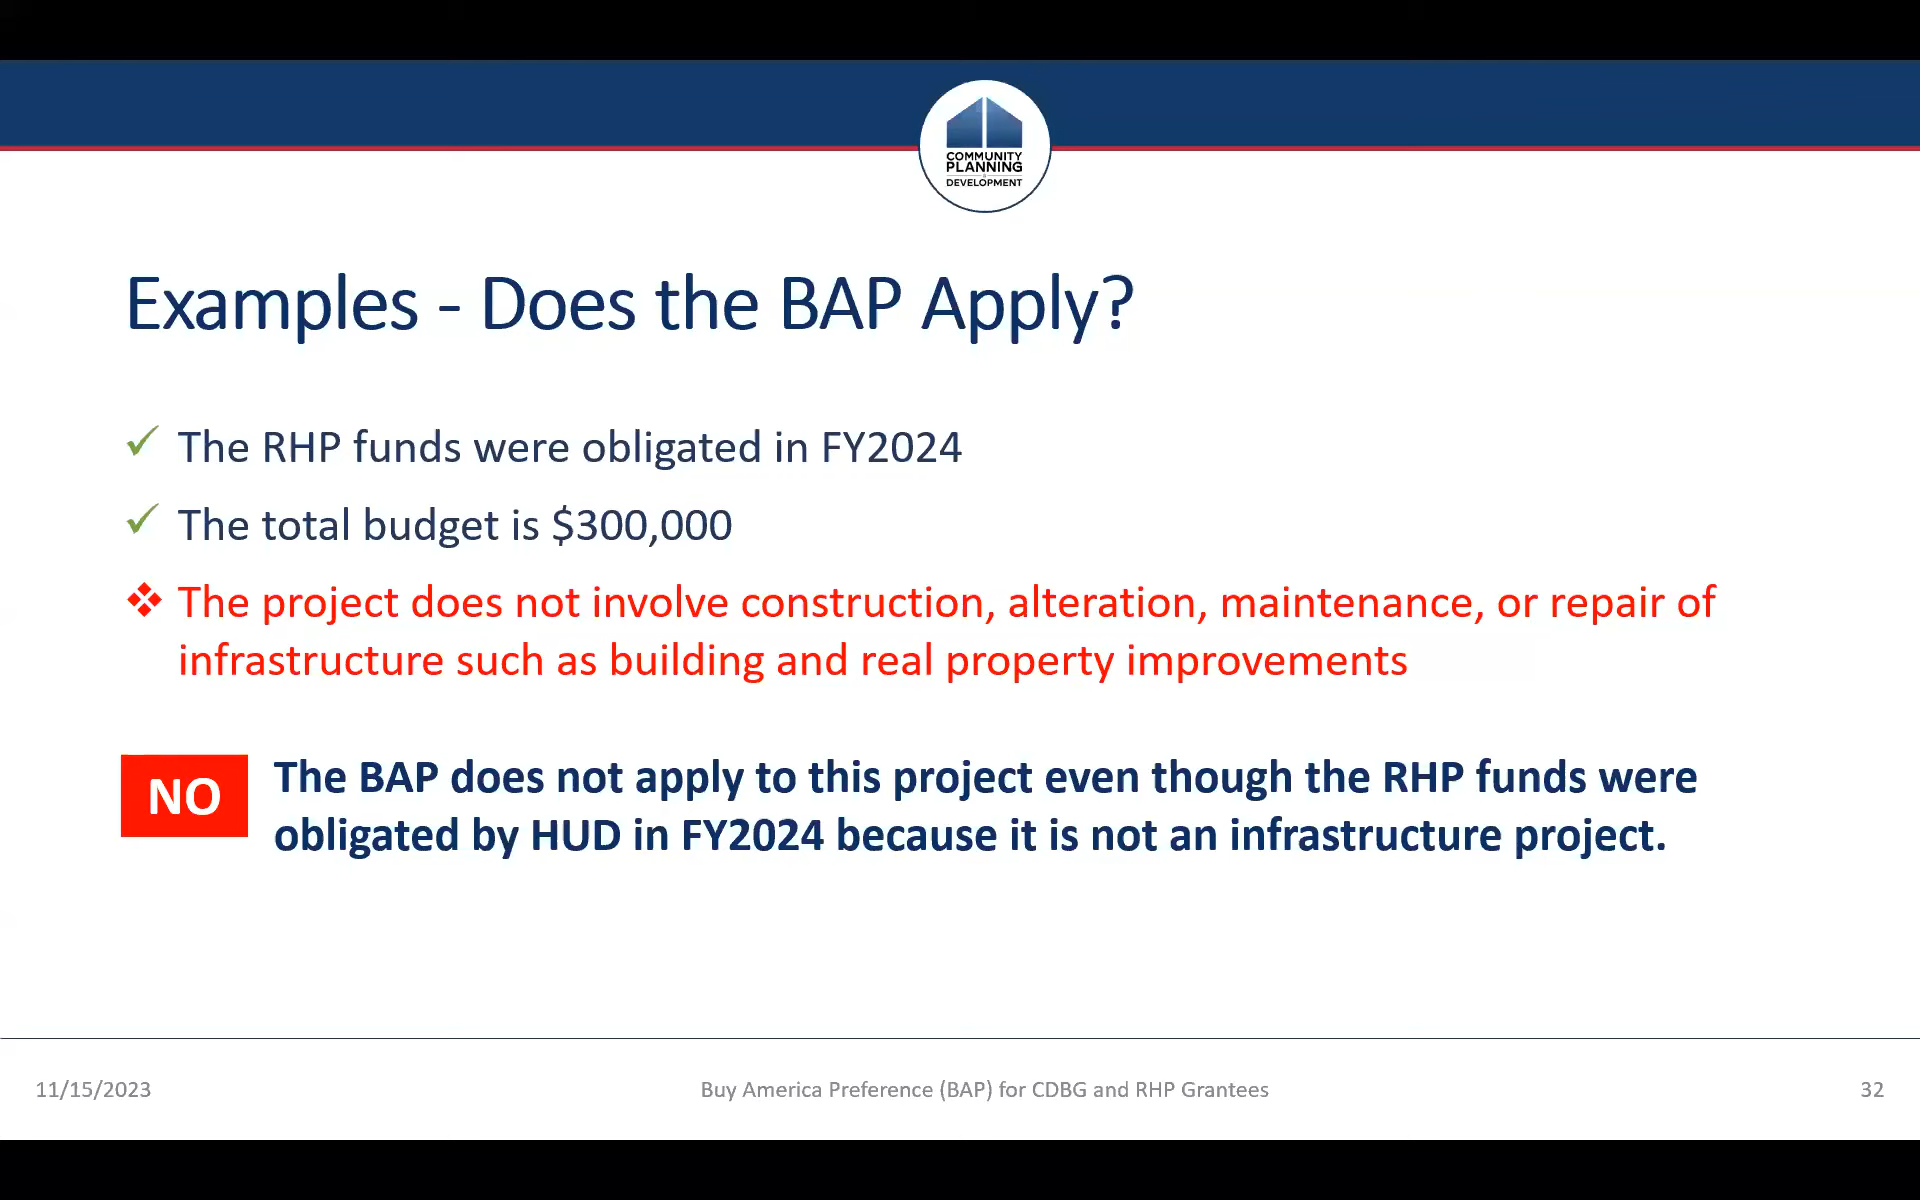 COMMUNITY
PLANNING
DEVELOPMENT
Examples - Does the BAP Apply?
The RHP funds were obligated in FY2024
The total budget is $300,000
The project does not involve construction, alteration, maintenance, or repair of
infrastructure such as building and real property improvements
NO
The BAP does not apply to this project even though the RHP funds were
obligated by HUD in FY2024 because it is not an infrastructure project.
11/15/2023
Buy America Preference (BAP) for CDBG and RHP Grantees
32